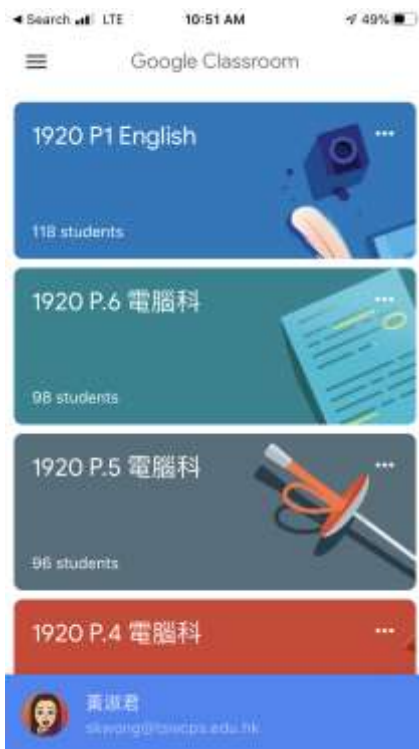 Search LTE 10:51 AM 49%
Google Classroom
1920 P1 English
118 students
1920 P.6 電腦科
98 students
1920 P.5 電腦科
96 students
1920 P.4 電腦科
黃淑君